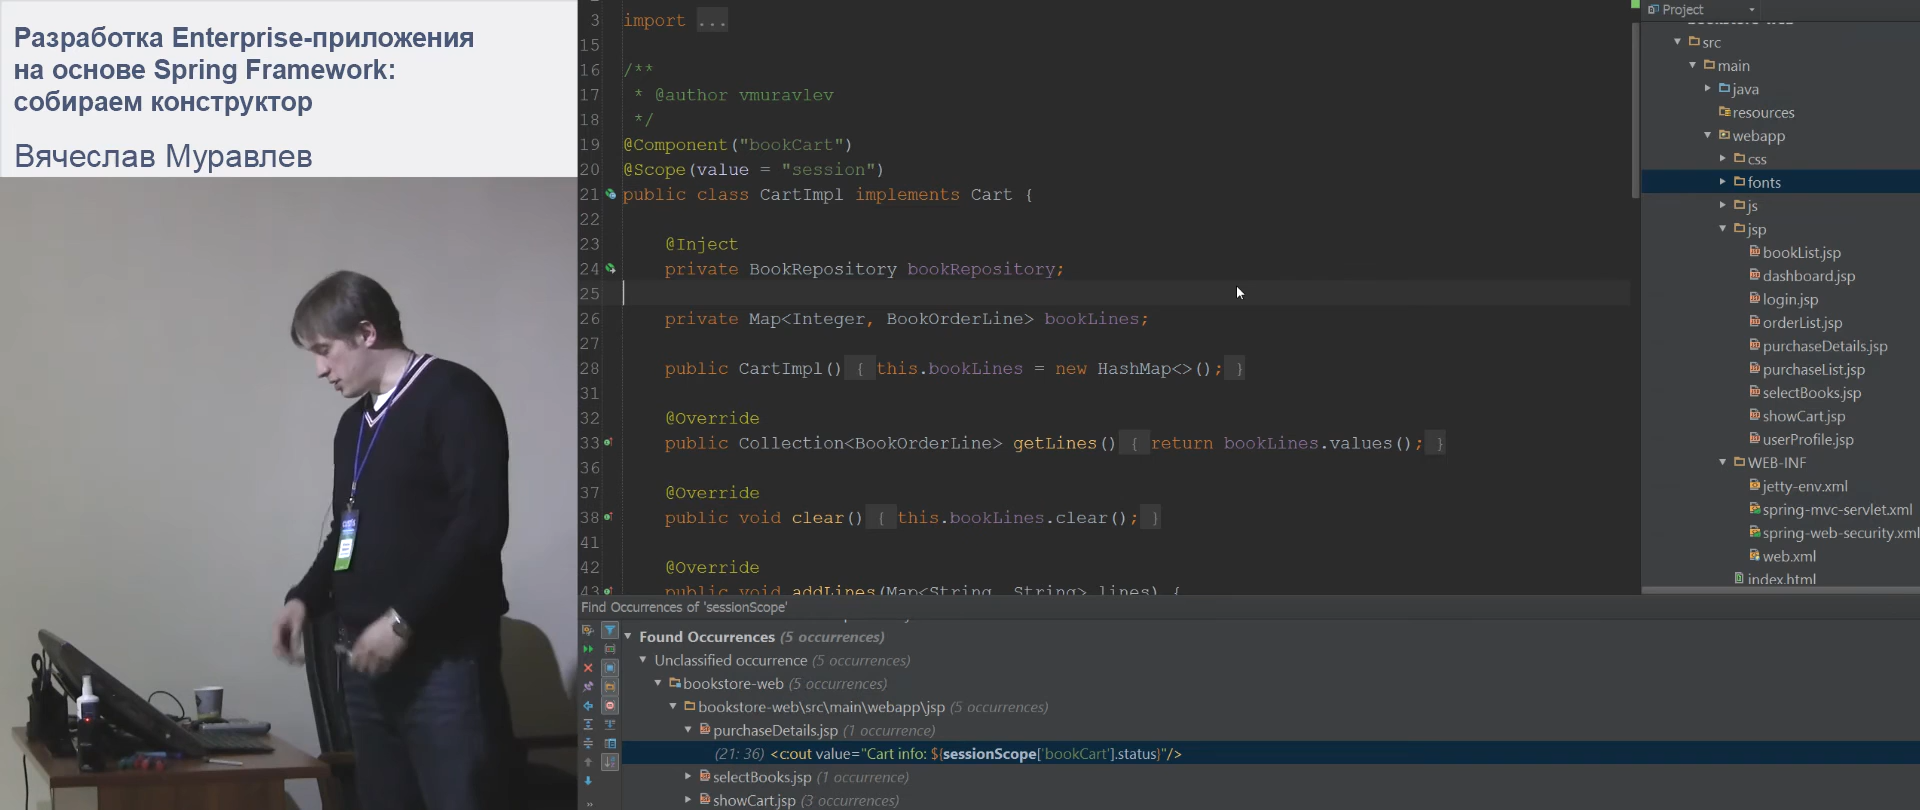 Разработка Enterprise-приложения
на основе Spring Framework:
собираем конструктор
Вячеслав Муравлев
3 import ...
15
16 /**
17 * @author vmuravlev
18 */
19 @Component("bookCart")
20 @Scope(value = "session")
21 public class CartImpl implements Cart {
22
23 @Inject
24 private BookRepository bookRepository;
25
26 private Map<Integer, BookOrderLine> bookLines;
27
28 public CartImpl() { this.bookLines = new HashMap<>(); }
31
32 @Override
33 public Collection<BookOrderLine> getLines() { return bookLines.values(); }
36
37 @Override
38 public void clear() { this.bookLines.clear(); }
41
42 @Override
43 public void addLines(Map<String, String> lines) {
Project
src
main
java
resources
webapp
css
fonts
js
jsp
bookList.jsp
dashboard.jsp
login.jsp
orderList.jsp
purchaseDetails.jsp
purchaseList.jsp
selectBooks.jsp
showCart.jsp
userProfile.jsp
WEB-INF
jetty-env.xml
spring-mvc-servlet.xml
spring-web-security.xml
web.xml
index.html
Find Occurrences of 'sessionScope'
Found Occurrences (5 occurrences)
Unclassified occurrence (5 occurrences)
bookstore-web (5 occurrences)
bookstore-web\src\main\webapp\jsp (5 occurrences)
purchaseDetails.jsp (1 occurrence)
(21: 36) <c:out value="Cart info: ${sessionScope['bookCart'].status}"/>
selectBooks.jsp (1 occurrence)
showCart.jsp (3 occurrences)